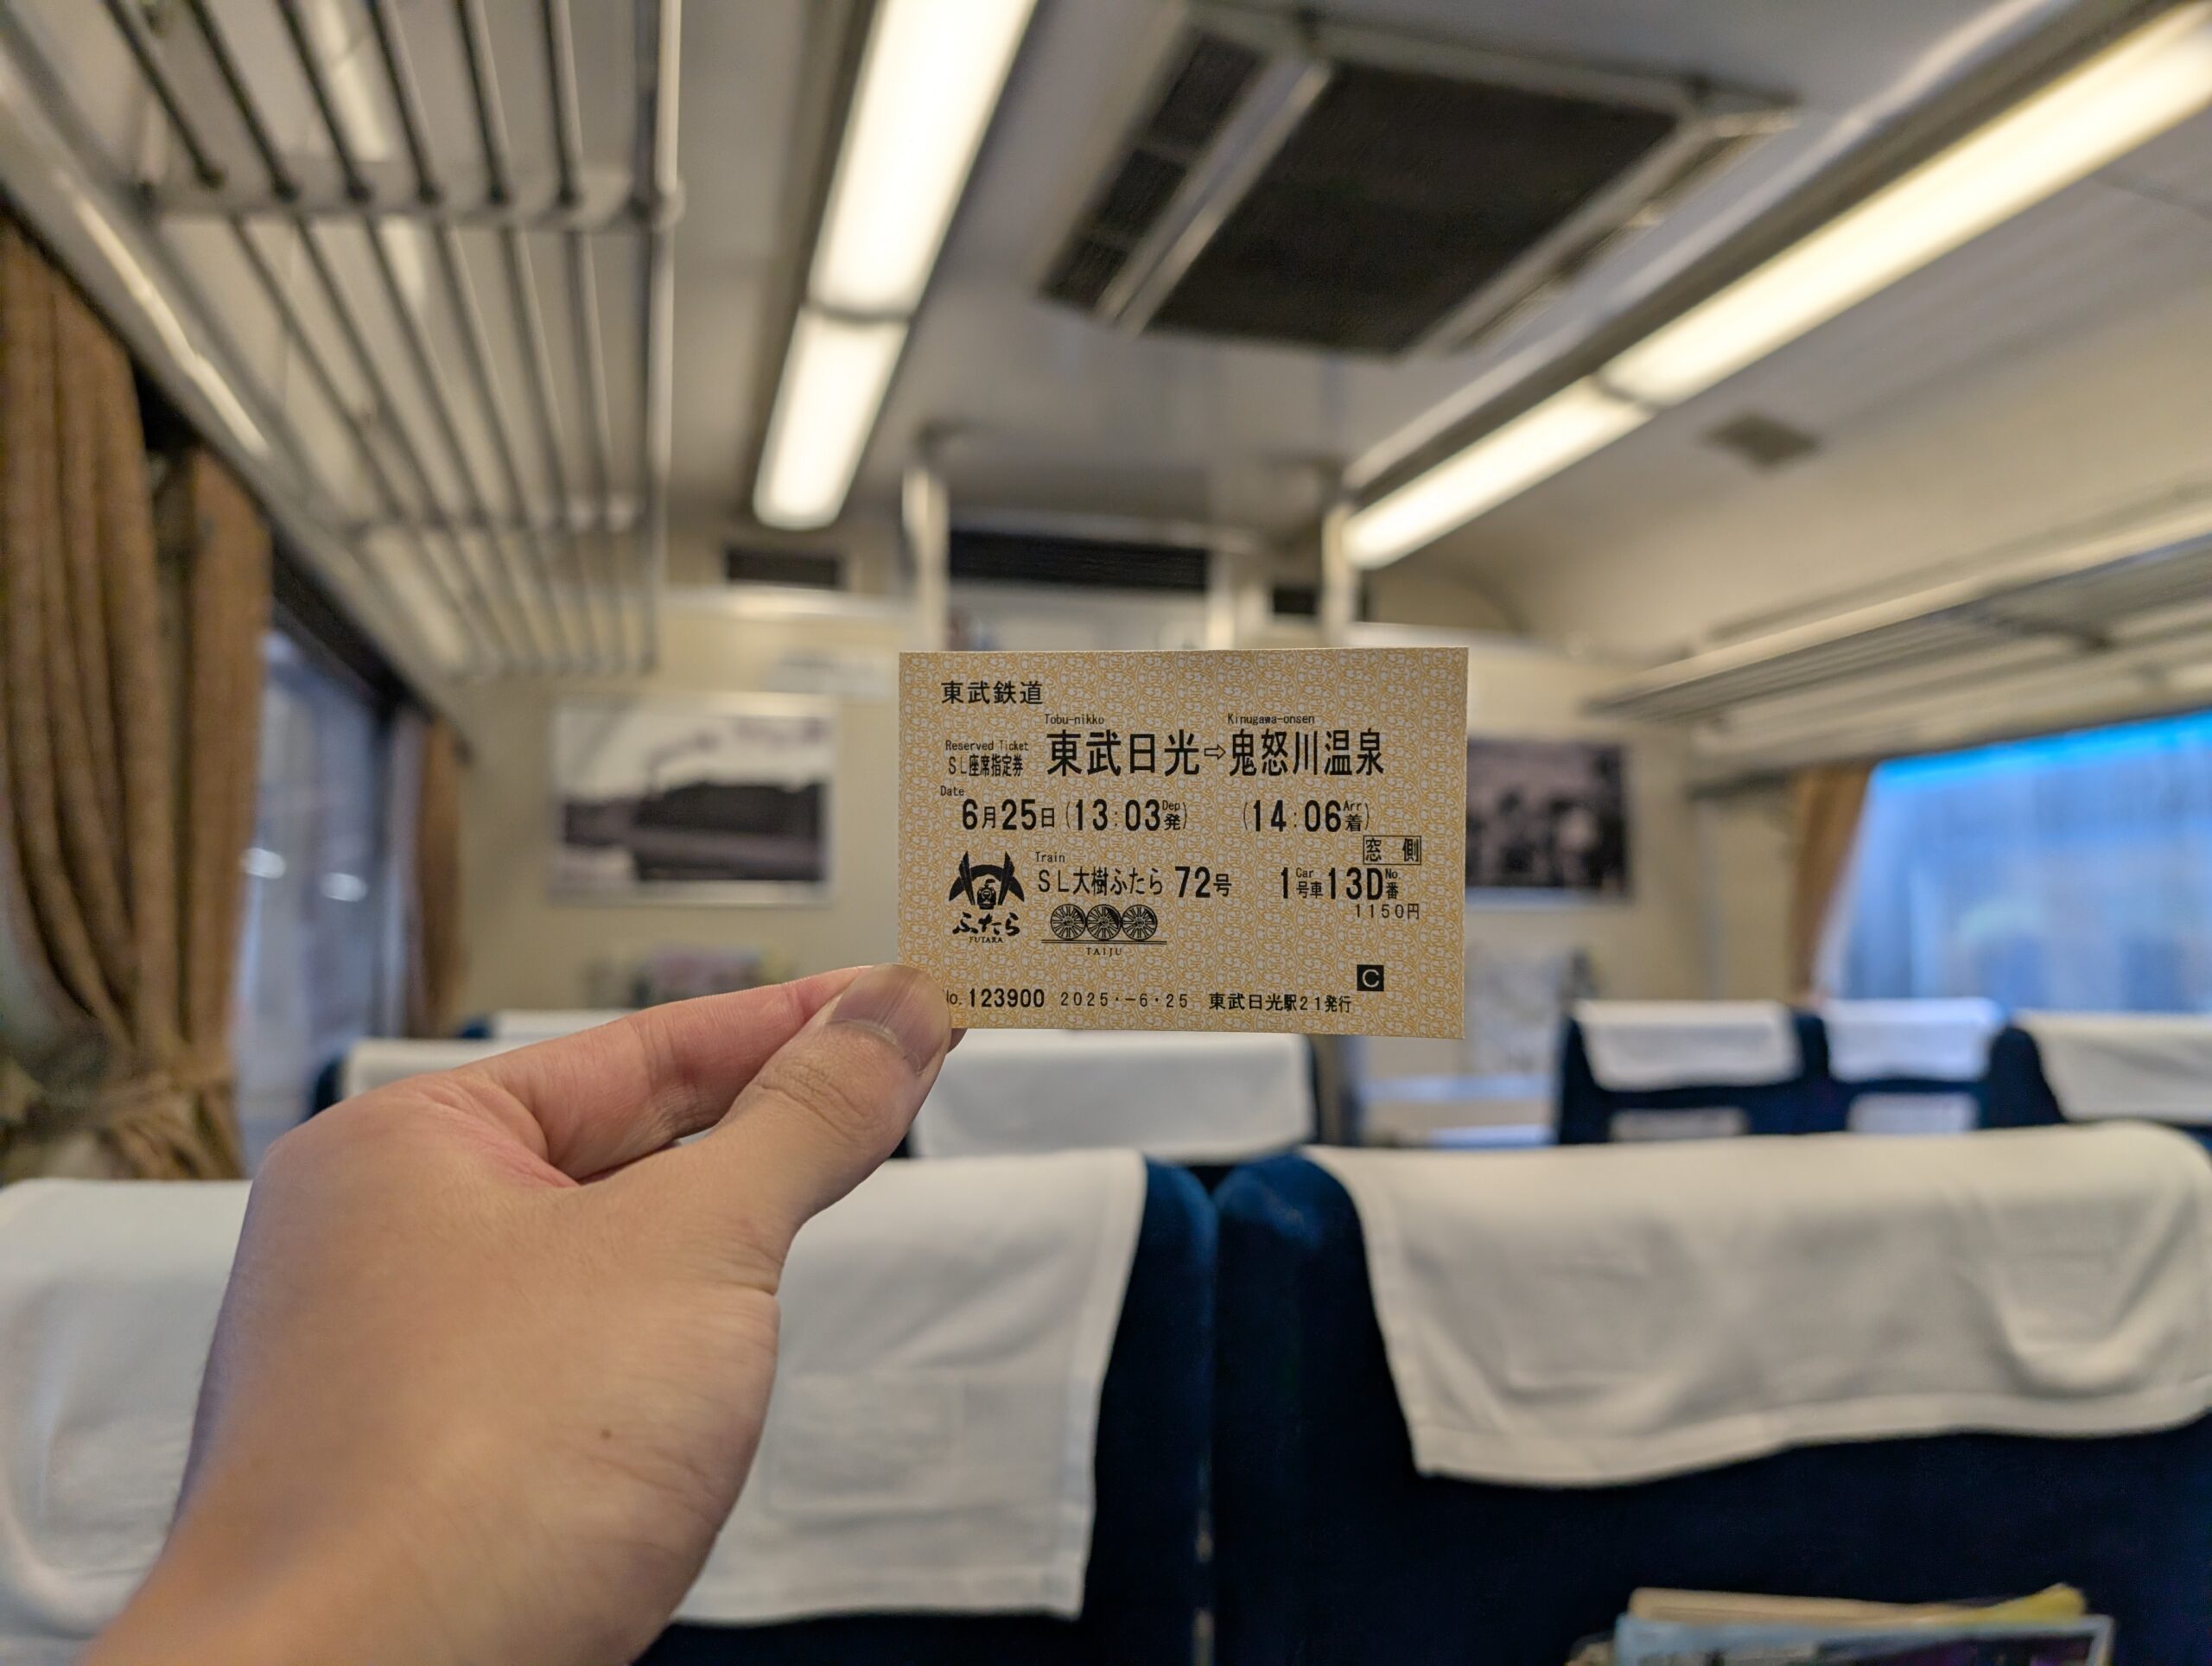 東武鉄道
Tobu-nikko Kinugawa-onsen
Reserved Ticket
SL座席指定券 東武日光⇨鬼怒川温泉
Date
6月25日(13:03発) (14:06着)
Dep Arr
窓側
Train Car No.
SL大樹ふたら 72号 1号車13D番
1150円
ふたら
FUTARA
TAIJU
C
No.123900 2025.-6.25 東武日光駅21発行